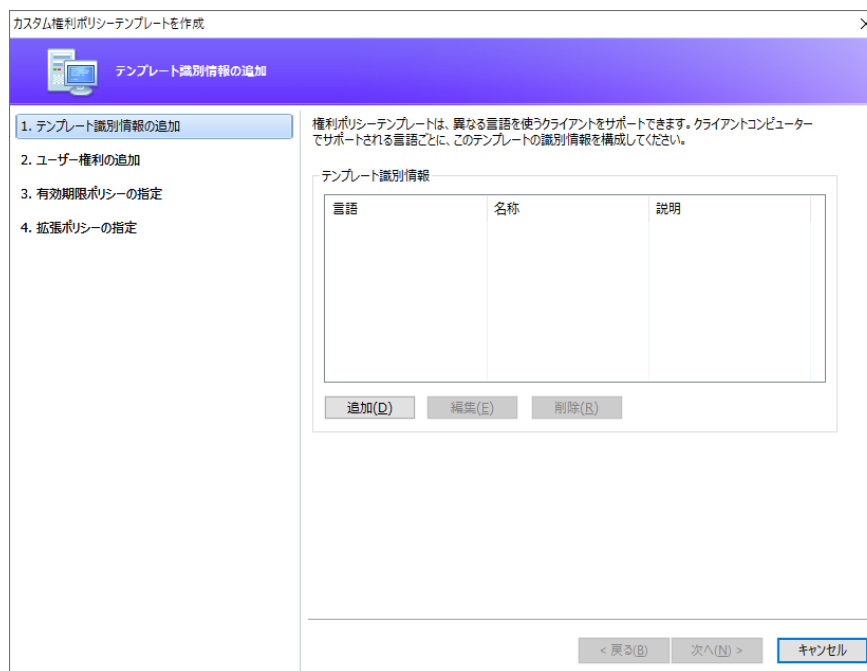 カスタム権利ポリシーテンプレートを作成
テンプレート識別情報の追加
1. テンプレート識別情報の追加
2. ユーザー権利の追加
3. 有効期限ポリシーの指定
4. 拡張ポリシーの指定
権利ポリシーテンプレートは、異なる言語を使うクライアントをサポートできます。クライアントコンピューター
でサポートされる言語ごとに、このテンプレートの識別情報を構成してください。
テンプレート識別情報
言語 名称 説明
追加(D) 編集(E) 削除(R)
< 戻る(B) 次へ(N) > キャンセル